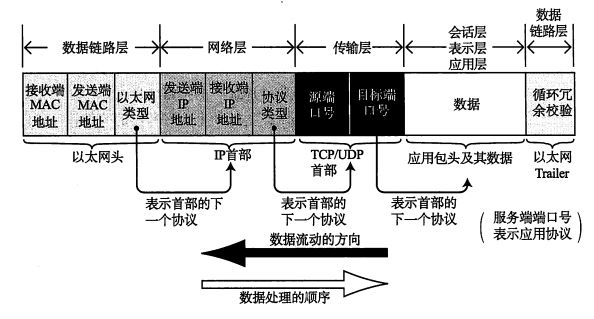 数据链路层
网络层
传输层
会话层
表示层
应用层
数据
链路层
接收端
MAC
地址
发送端
MAC
地址
以太网
类型
发送端
IP
地址
接收端
IP
地址
协议
类型
源端
口号
目标端
口号
数据
循环冗
余校验
以太网头
IP首部
TCP/UDP
首部
应用包头及其数据
以太网
Trailer
表示首部的下
一个协议
表示首部的
下一个协议
表示首部的
下一个协议
服务端端口号
表示应用协议
数据流动的方向
数据处理的顺序